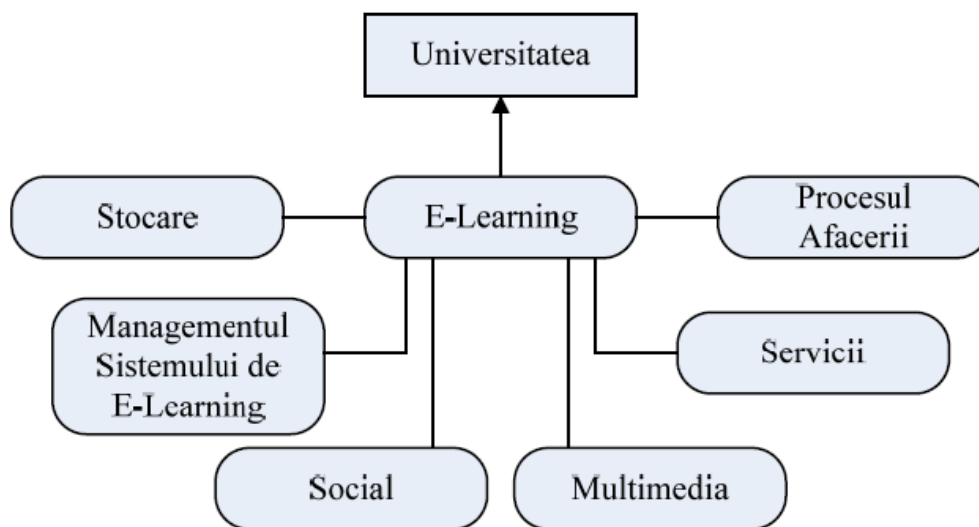 Universitatea
Stocare
E-Learning
Procesul
Afacerii
Managementul
Sistemului de
E-Learning
Servicii
Social
Multimedia